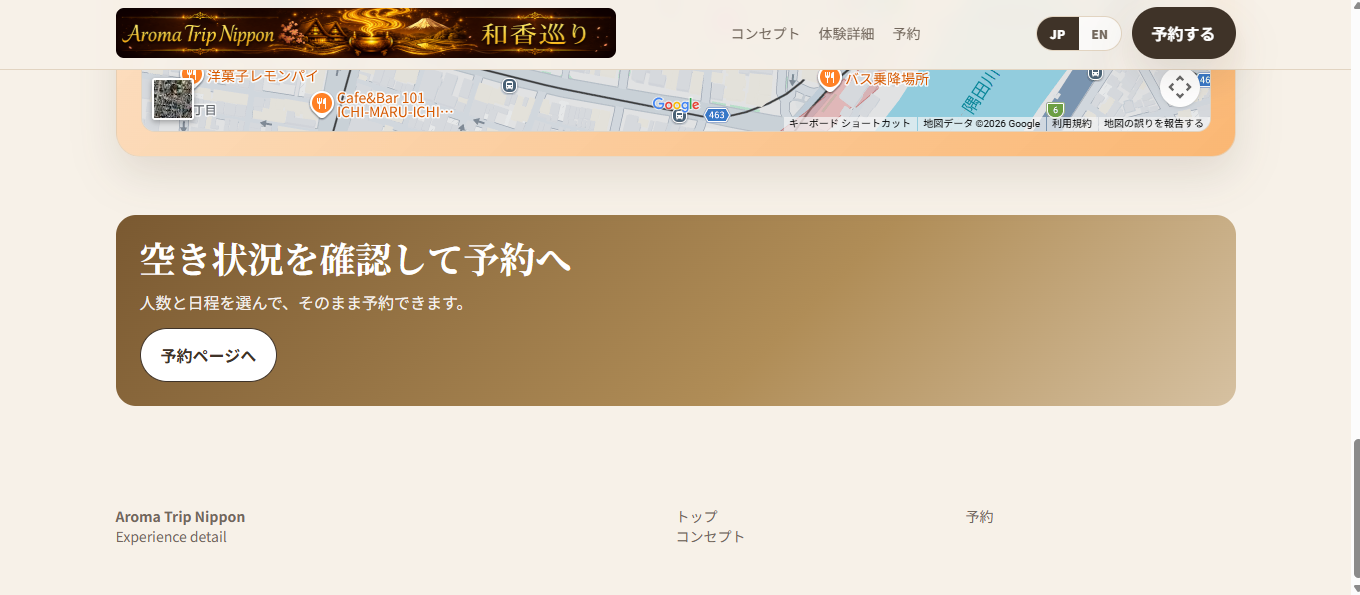 Aroma Trip Nippon 和香巡り
コンセプト 体験詳細 予約
JP EN
予約する
洋菓子レモンパイ
丁目
Cafe&Bar 101
ICHI-MARU-ICHI…
Google
463
バス乗降場所
隅田川
6
46
キーボード ショートカット 地図データ ©2026 Google 利用規約 地図の誤りを報告する
空き状況を確認して予約へ
人数と日程を選んで、そのまま予約できます。
予約ページへ
Aroma Trip Nippon
Experience detail
トップ
コンセプト
予約